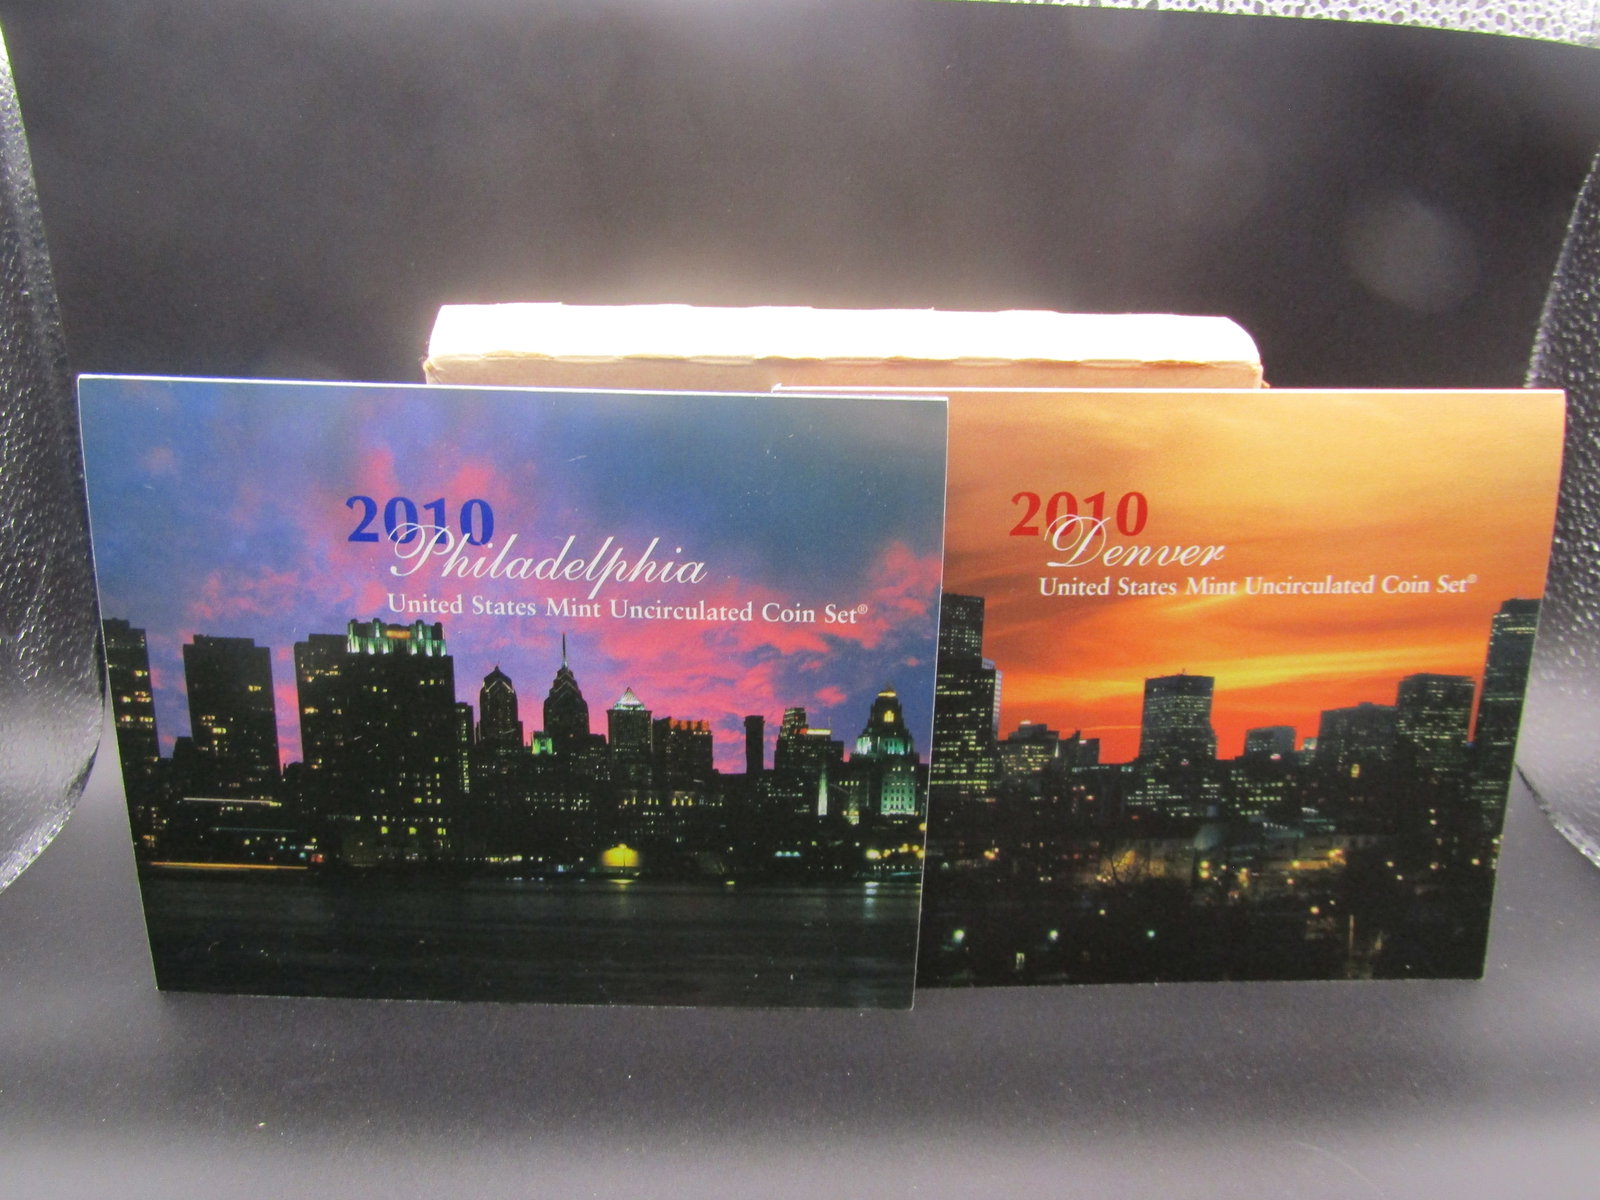 2010
Philadelphia
United States Mint Uncirculated Coin Set®
2010
Denver
United States Mint Uncirculated Coin Set®